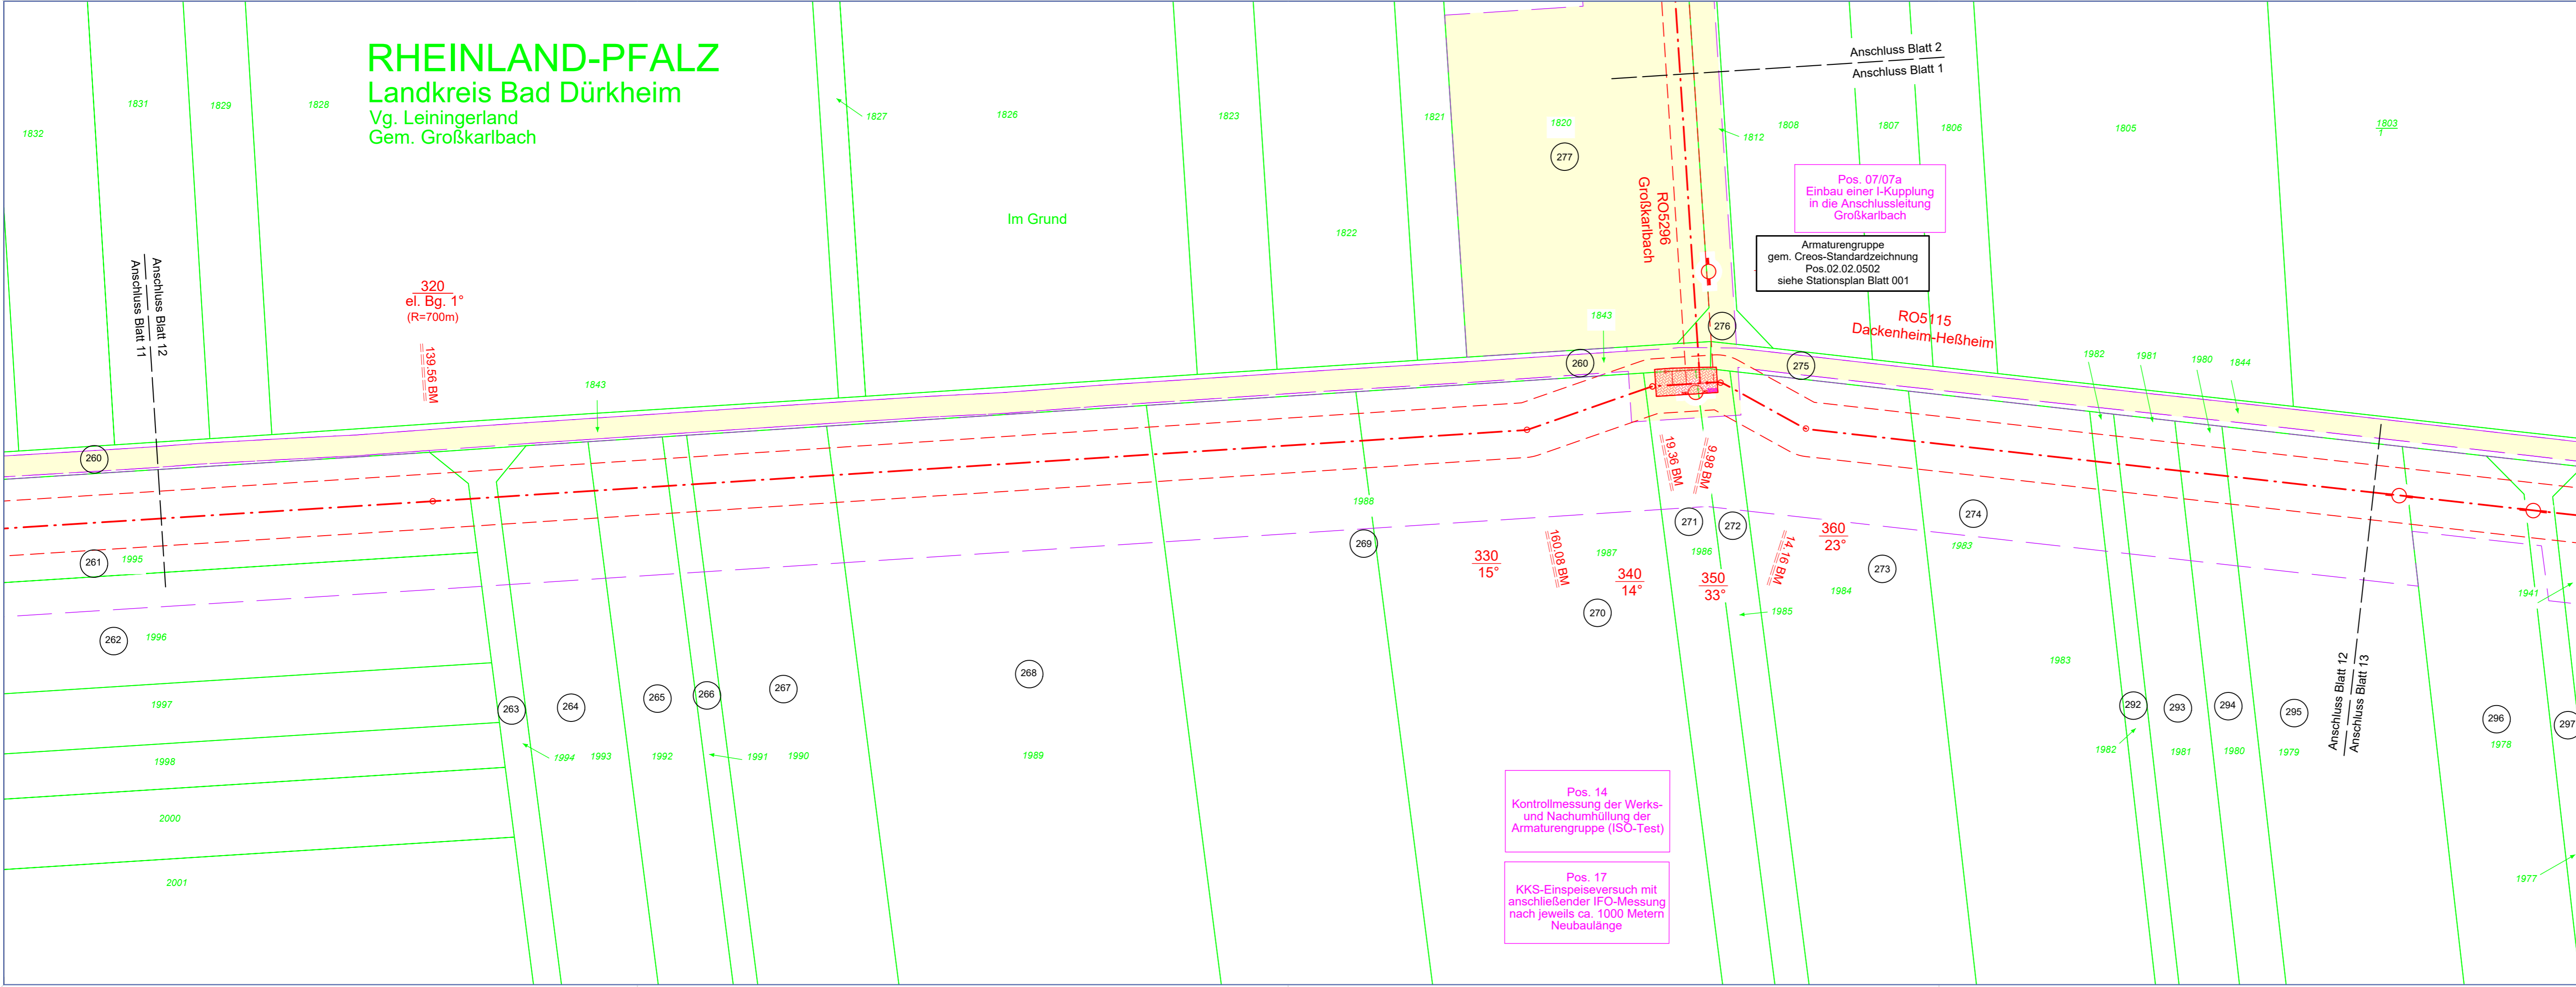 RHEINLAND-PFALZ
Landkreis Bad Dürkheim
Vg. Leiningerland
Gem. Großkarlbach
1832
1831
1829
1828
1827
1826
1823
1821
1820
277
1812
1808
1807
1806
1805
1803
1
Anschluss Blatt 2
Anschluss Blatt 1
Pos. 07/07a
Einbau einer I-Kupplung
in die Anschlussleitung
Großkarlbach
Armaturengruppe
gem. Creos-Standardzeichnung
Pos.02.02.0502
siehe Stationsplan Blatt 001
RO5296
Großkarlbach
Im Grund
1822
Anschluss Blatt 12
Anschluss Blatt 11
320
el. Bg. 1°
(R=700m)
139.56 BM
1843
1843
260
276
275
RO5115
Dackenheim-Heßheim
1982
1981
1980
1844
260
261
1995
262
1996
1997
1998
2000
2001
263
264
265
266
267
268
1994
1993
1992
1991
1990
1989
1988
269
330
15°
160.08 BM
1987
270
340
14°
19.36 BM
9.98 BM
271
272
1986
350
33°
1985
14.16 BM
360
23°
273
1984
274
1983
1983
292
293
294
295
1982
1981
1980
1979
Anschluss Blatt 12
Anschluss Blatt 13
296
297
1978
1941
1977
Pos. 14
Kontrollmessung der Werks-
und Nachumhüllung der
Armaturengruppe (ISO-Test)
Pos. 17
KKS-Einspeiseversuch mit
anschließender IFO-Messung
nach jeweils ca. 1000 Metern
Neubaulänge